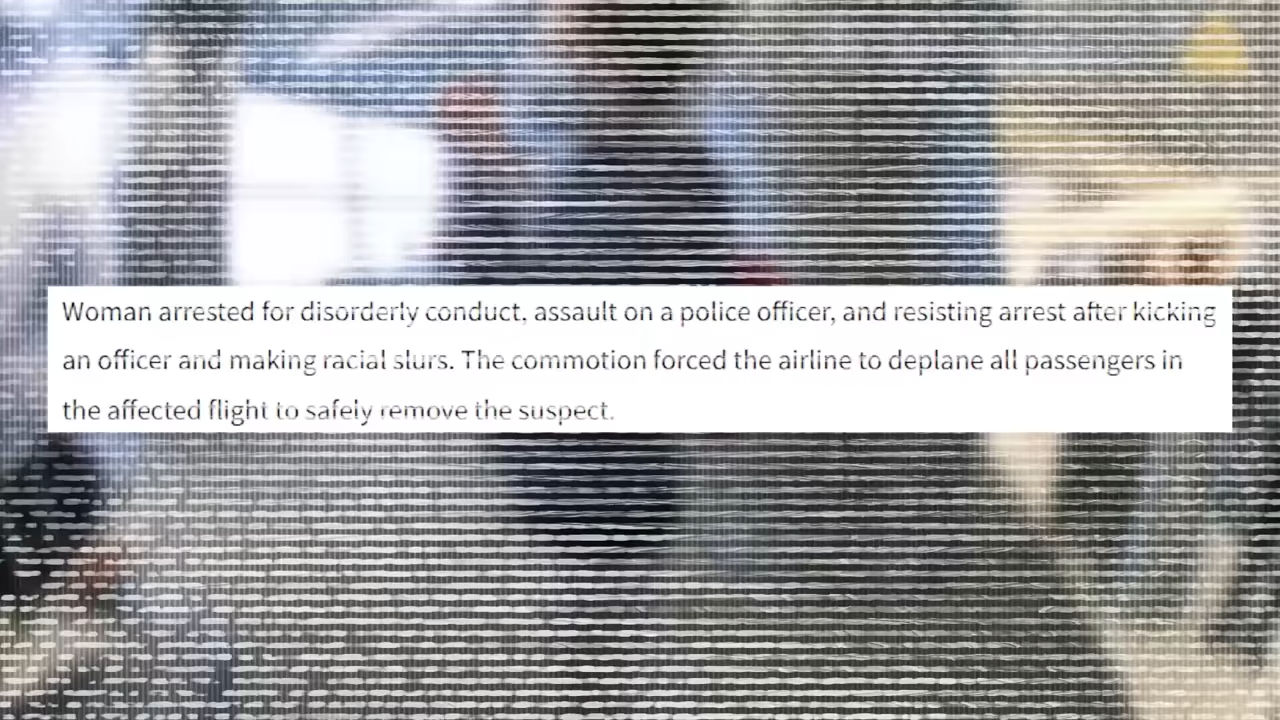 Woman arrested for disorderly conduct, assault on a police officer, and resisting arrest after kicking
an officer and making racial slurs. The commotion forced the airline to deplane all passengers in
the affected flight to safely remove the suspect.